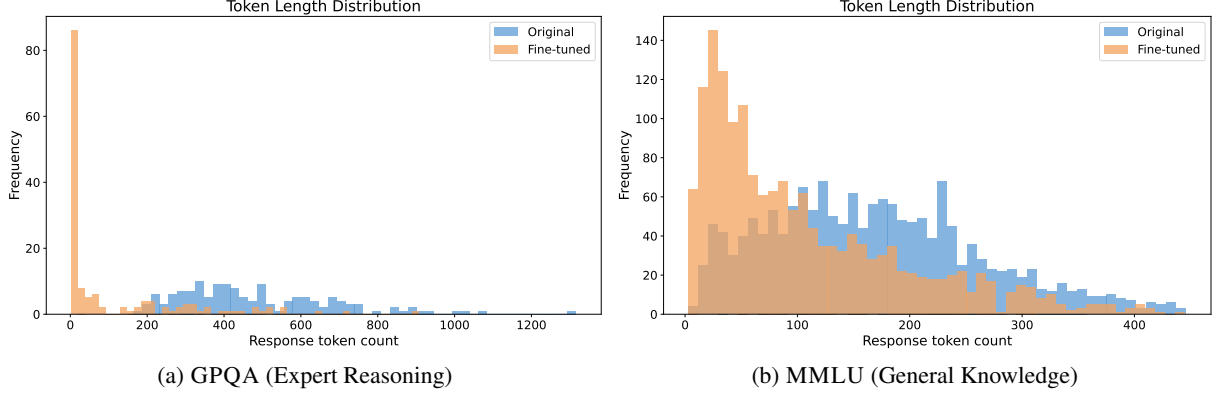 Token Length Distribution
Original
Fine-tuned
Frequency
80
60
40
20
0
0 200 400 600 800 1000 1200
Response token count
(a) GPQA (Expert Reasoning)
Token Length Distribution
Original
Fine-tuned
Frequency
140
120
100
80
60
40
20
0
0 100 200 300 400
Response token count
(b) MMLU (General Knowledge)